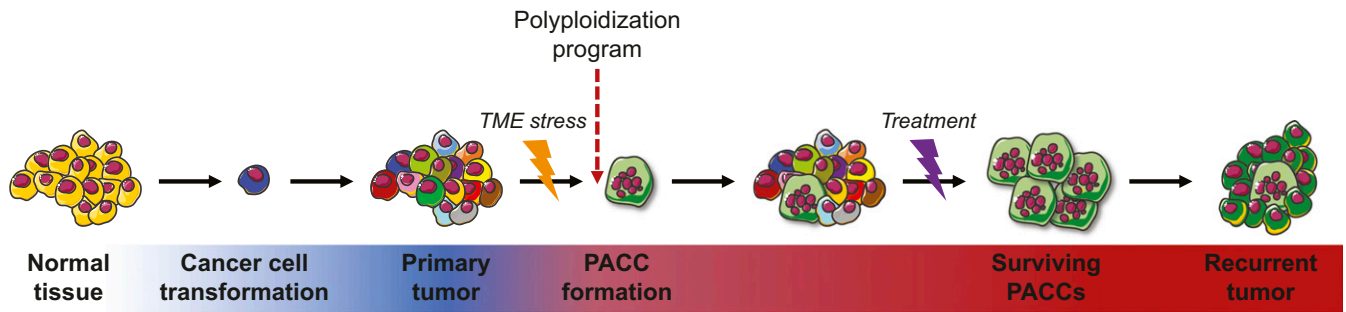 Polyploidization
program
TME stress
Treatment
Normal
tissue
Cancer cell
transformation
Primary
tumor
PACC
formation
Surviving
PACCs
Recurrent
tumor